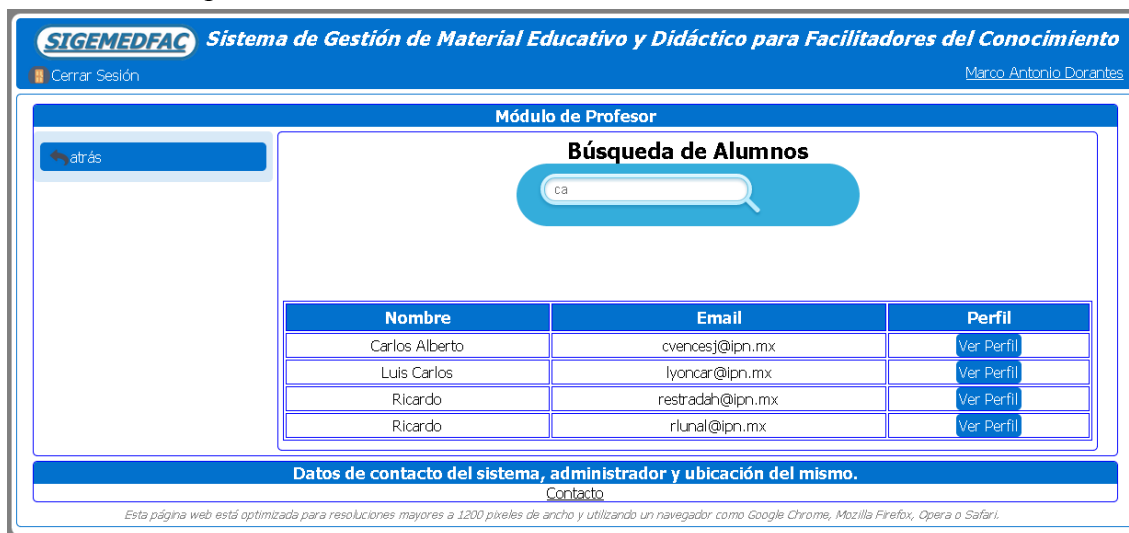 SIGEMEDFAC Sistema de Gestión de Material Educativo y Didáctico para Facilitadores del Conocimiento
Cerrar Sesión Marco Antonio Dorantes
Módulo de Profesor
atrás
Búsqueda de Alumnos
ca
Nombre Email Perfil
Carlos Alberto cvencesj@ipn.mx Ver Perfil
Luis Carlos lyoncar@ipn.mx Ver Perfil
Ricardo restradah@ipn.mx Ver Perfil
Ricardo rlunal@ipn.mx Ver Perfil
Datos de contacto del sistema, administrador y ubicación del mismo.
Contacto
Esta página web está optimizada para resoluciones mayores a 1200 pixeles de ancho y utilizando un navegador como Google Chrome, Mozilla Firefox, Opera o Safari.